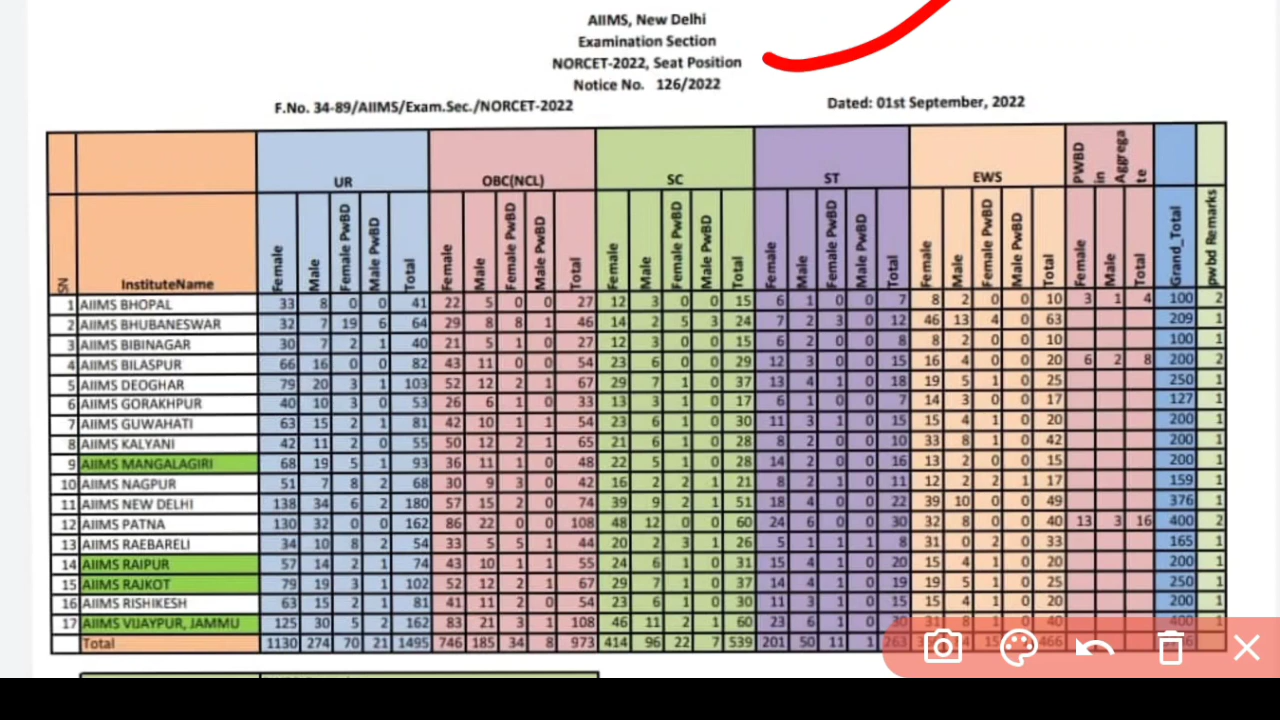 AIIMS, New Delhi
Examination Section
NORCET-2022, Seat Position
Notice No. 126/2022
F.No. 34-89/AIIMS/Exam.Sec./NORCET-2022 Dated: 01st September, 2022
UR OBC(NCL) SC ST EWS PWBD in Aggregate
SN InstituteName Female Male Female PwBD Male PwBD Total Female Male Female PwBD Male PwBD Total Female Male Female PwBD Male PwBD Total Female Male Female PwBD Male PwBD Total Female Male Female PwBD Male PwBD Total Female Male Total Grand_Total pwbd Remarks
1 AIIMS BHOPAL 33 8 0 0 41 22 5 0 0 27 12 3 0 0 15 6 1 0 0 7 8 2 0 0 10 3 1 4 100 2
2 AIIMS BHUBANESWAR 32 7 19 6 64 29 8 8 1 46 14 2 5 3 24 7 2 3 0 12 46 13 4 0 63 209 1
3 AIIMS BIBINAGAR 30 7 2 1 40 21 5 1 0 27 12 3 0 0 15 6 2 0 0 8 8 2 0 0 10 100 1
4 AIIMS BILASPUR 66 16 0 0 82 43 11 0 0 54 23 6 0 0 29 12 3 0 0 15 16 4 0 0 20 6 2 8 200 2
5 AIIMS DEOGHAR 79 20 3 1 103 52 12 2 1 67 29 7 1 0 37 13 4 1 0 18 19 5 1 0 25 250 1
6 AIIMS GORAKHPUR 40 10 3 0 53 26 6 1 0 33 13 3 1 0 17 6 1 0 0 7 14 3 0 0 17 127 1
7 AIIMS GUWAHATI 63 15 2 1 81 42 10 1 1 54 23 6 1 0 30 11 3 1 0 15 15 4 1 0 20 200 1
8 AIIMS KALYANI 42 11 2 0 55 50 12 2 1 65 21 6 1 0 28 8 2 0 0 10 33 8 1 0 42 200 1
9 AIIMS MANGALAGIRI 68 19 5 1 93 36 11 1 0 48 22 5 1 0 28 14 2 0 0 16 13 2 0 0 15 200 1
10 AIIMS NAGPUR 51 7 8 2 68 30 9 3 0 42 16 2 2 1 21 8 2 1 0 11 12 2 2 1 17 159 1
11 AIIMS NEW DELHI 138 34 6 2 180 57 15 2 0 74 39 9 2 1 51 18 4 0 0 22 39 10 0 0 49 376 1
12 AIIMS PATNA 130 32 0 0 162 86 22 0 0 108 48 12 0 0 60 24 6 0 0 30 32 8 0 0 40 13 3 16 400 2
13 AIIMS RAEBARELI 34 10 8 2 54 33 5 5 1 44 20 2 3 1 26 5 1 1 1 8 31 0 2 0 33 165 1
14 AIIMS RAIPUR 57 14 2 1 74 43 10 1 1 55 24 6 1 0 31 15 4 1 0 20 15 4 1 0 20 200 1
15 AIIMS RAJKOT 79 19 3 1 102 52 12 2 1 67 29 7 1 0 37 14 4 1 0 19 19 5 1 0 25 250 1
16 AIIMS RISHIKESH 63 15 2 1 81 41 11 2 0 54 23 6 1 0 30 11 3 1 0 15 15 4 1 0 20 200 1
17 AIIMS VIJAYPUR, JAMMU 125 30 5 2 162 83 21 3 1 108 46 11 2 1 60 23 6 1 0 30 31 8 1 0 40 400 1
Total 1130 274 70 21 1495 746 185 34 8 973 414 96 22 7 539 201 50 11 1 263 466